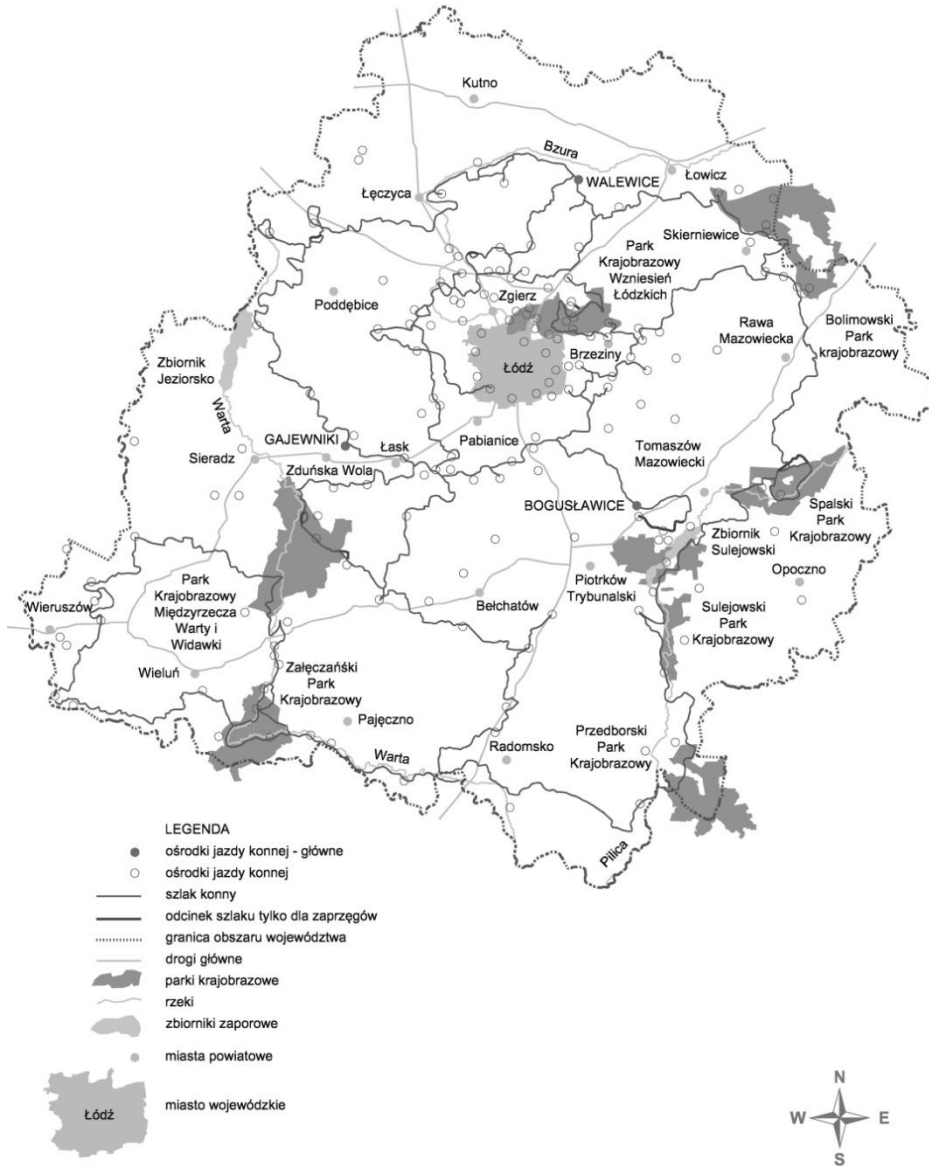 Kutno
Bzura
Łowicz
WALEWICE
Łęczyca
Skierniewice
Park
Krajobrazowy
Wzniesień
Łódzkich
Zgierz
Poddębice
Rawa
Mazowiecka
Bolimowski
Park
krajobrazowy
Zbiornik
Jeziorsko
Brzeziny
Łódź
Warta
GAJEWNIKI
Łask
Pabianice
Sieradz
Zduńska Wola
Tomaszów
Mazowiecki
BOGUSŁAWICE
Spalski
Park
Krajobrazowy
Zbiornik
Sulejowski
Opoczno
Piotrków
Trybunalski
Park
Krajobrazowy
Międzyrzecza
Warty i
Widawki
Wieruszów
Bełchatów
Sulejowski
Park
Krajobrazowy
Wieluń
Załęczańśki
Park
Krajobrazowy
Pajęczno
Przedborski
Park
Krajobrazowy
Radomsko
Warta
Pilica
LEGENDA
ośrodki jazdy konnej - główne
ośrodki jazdy konnej
szlak konny
odcinek szlaku tylko dla zaprzęgów
granica obszaru województwa
drogi główne
parki krajobrazowe
rzeki
zbiorniki zaporowe
miasta powiatowe
Łódź
miasto wojewódzkie
N
W
E
S